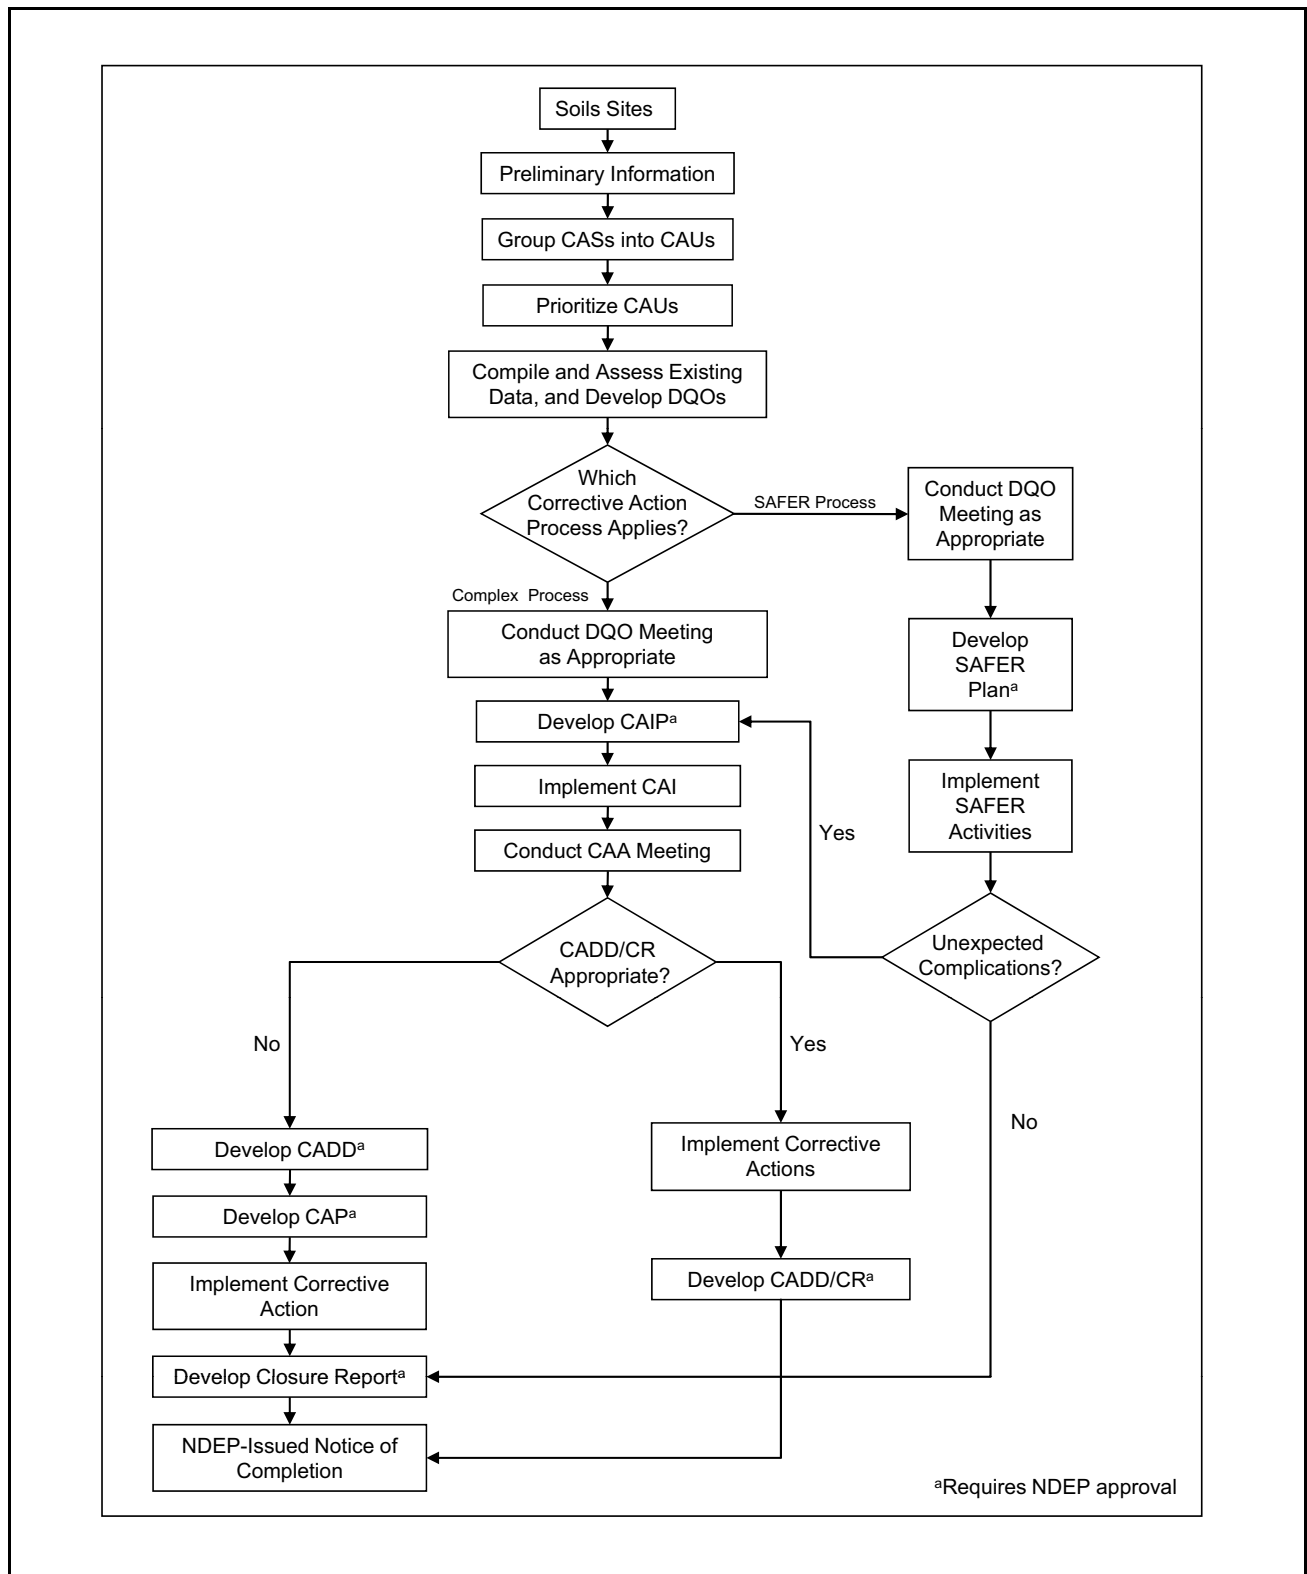 Soils Sites
Preliminary Information
Group CASs into CAUs
Prioritize CAUs
Compile and Assess Existing
Data, and Develop DQOs
Which
Corrective Action
Process Applies?
SAFER Process
Conduct DQO
Meeting as
Appropriate
Complex Process
Conduct DQO Meeting
as Appropriate
Develop
SAFER
Planᵃ
Develop CAIPᵃ
Implement CAI
Implement
SAFER
Activities
Yes
Conduct CAA Meeting
CADD/CR
Appropriate?
Unexpected
Complications?
No
Yes
No
Develop CADDᵃ
Implement Corrective
Actions
Develop CAPᵃ
Implement Corrective
Action
Develop CADD/CRᵃ
Develop Closure Reportᵃ
NDEP-Issued Notice of
Completion
ᵃRequires NDEP approval